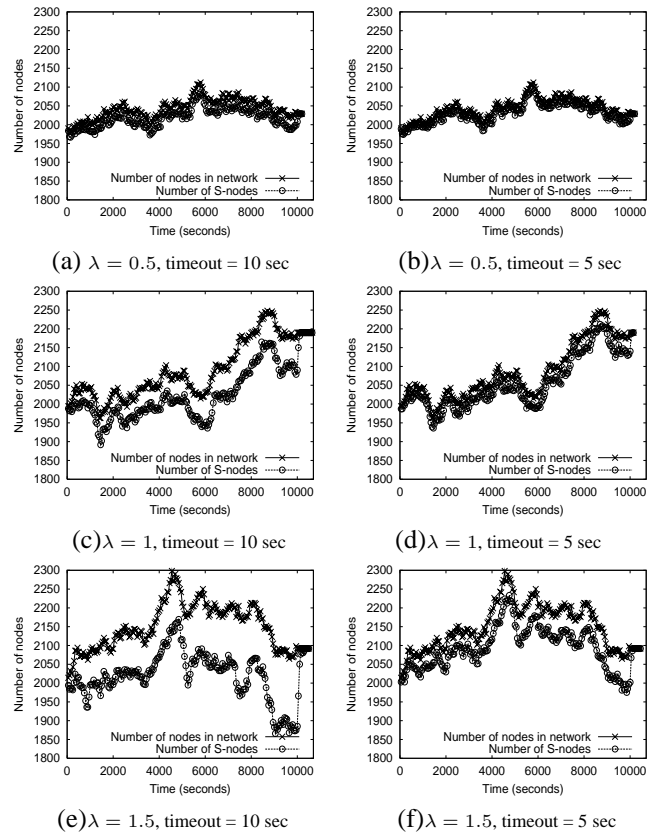 2300
2250
2200
2150
2100
2050
2000
1950
1900
1850
1800
Number of nodes
Number of nodes in network
Number of S-nodes
0 2000 4000 6000 8000 10000
Time (seconds)
(a) λ = 0.5, timeout = 10 sec
2300
2250
2200
2150
2100
2050
2000
1950
1900
1850
1800
Number of nodes
Number of nodes in network
Number of S-nodes
0 2000 4000 6000 8000 10000
Time (seconds)
(b)λ = 0.5, timeout = 5 sec
2300
2250
2200
2150
2100
2050
2000
1950
1900
1850
1800
Number of nodes
Number of nodes in network
Number of S-nodes
0 2000 4000 6000 8000 10000
Time (seconds)
(c)λ = 1, timeout = 10 sec
2300
2250
2200
2150
2100
2050
2000
1950
1900
1850
1800
Number of nodes
Number of nodes in network
Number of S-nodes
0 2000 4000 6000 8000 10000
Time (seconds)
(d)λ = 1, timeout = 5 sec
2300
2250
2200
2150
2100
2050
2000
1950
1900
1850
1800
Number of nodes
Number of nodes in network
Number of S-nodes
0 2000 4000 6000 8000 10000
Time (seconds)
(e)λ = 1.5, timeout = 10 sec
2300
2250
2200
2150
2100
2050
2000
1950
1900
1850
1800
Number of nodes
Number of nodes in network
Number of S-nodes
0 2000 4000 6000 8000 10000
Time (seconds)
(f)λ = 1.5, timeout = 5 sec